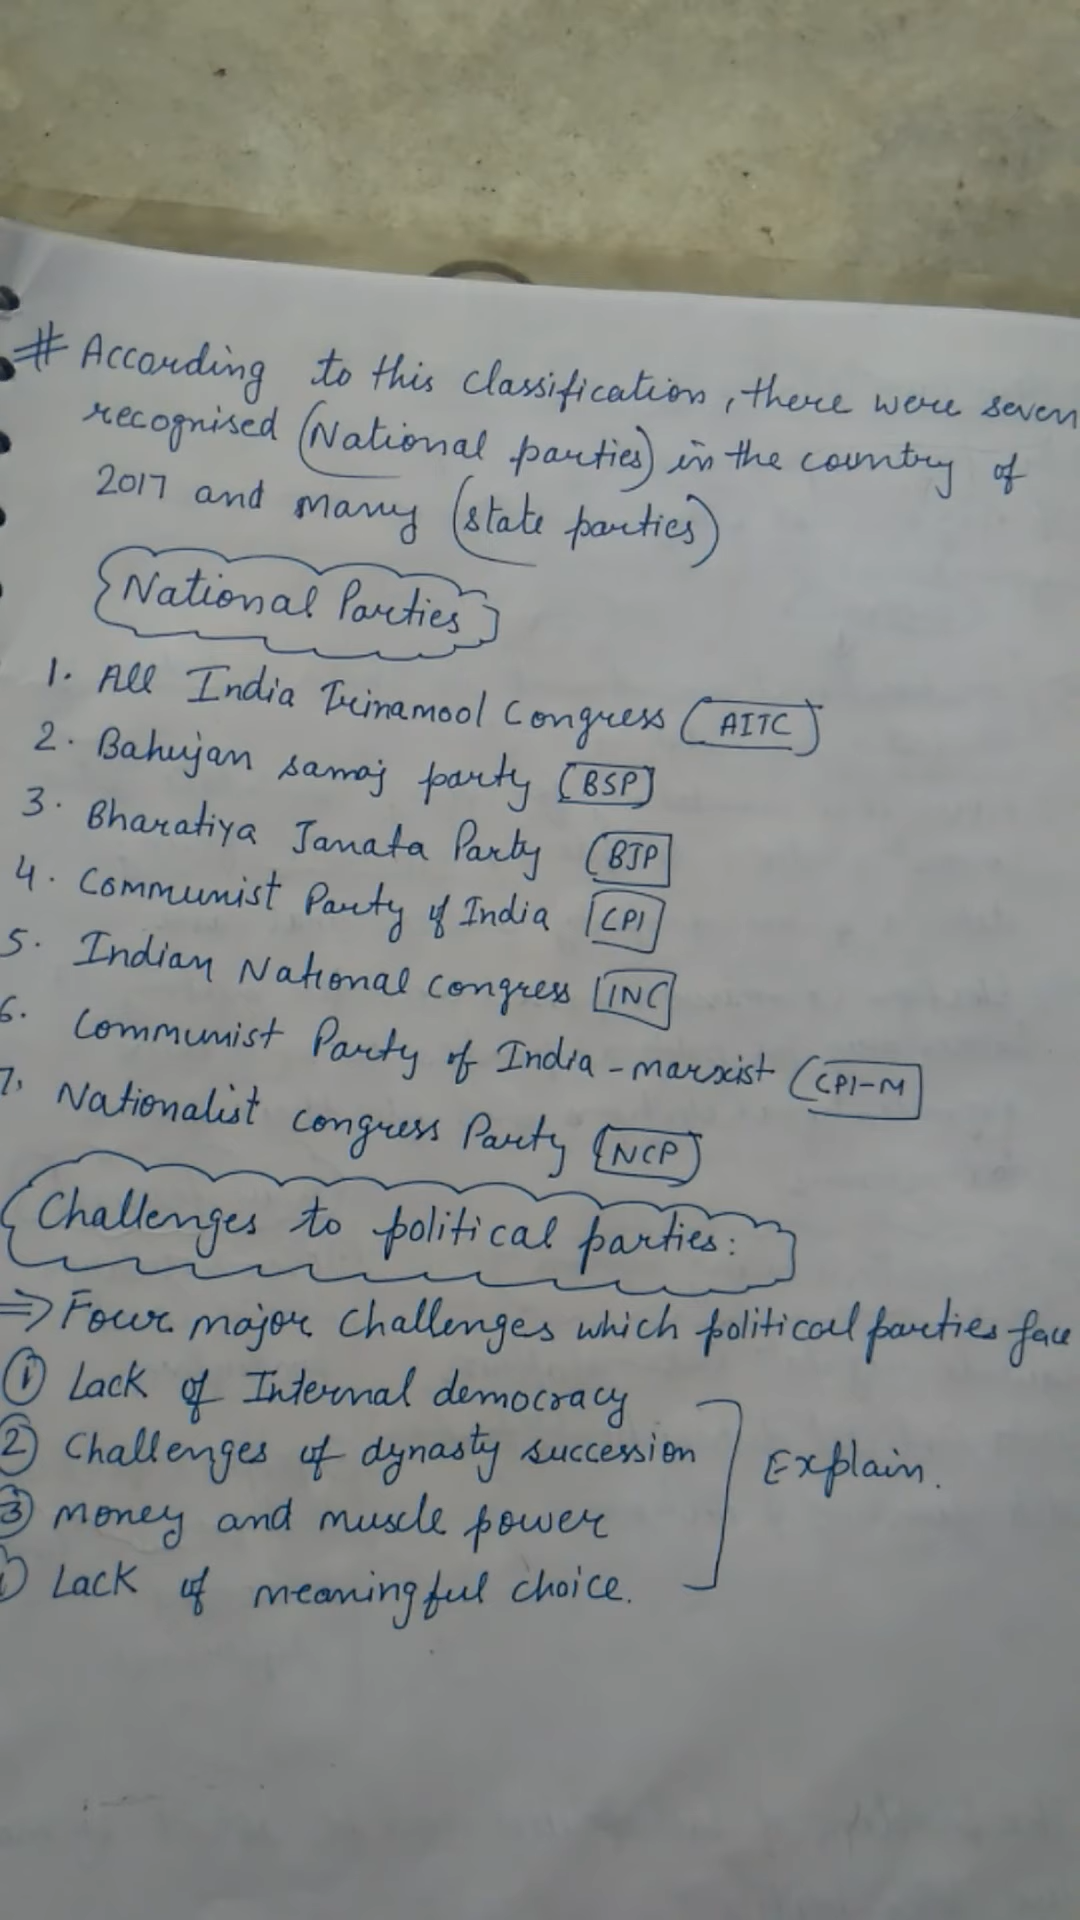 # According to this classification, there were seven
recognised (National parties) in the country of
2017 and many (state parties)
National Parties
1. All India Trinamool Congress (AITC)
2. Bahujan samaj party (BSP)
3. Bharatiya Janata Party (BJP)
4. Communist Party of India (CPI)
5. Indian National congress (INC)
6. Communist Party of India - marxist (CPI-M)
7. Nationalist congress Party (NCP)
Challenges to political parties:
⇒ Four major challenges which political parties face
① Lack of Internal democracy
② Challenges of dynasty succession
Explain.
③ money and muscle power
Lack of meaningful choice.